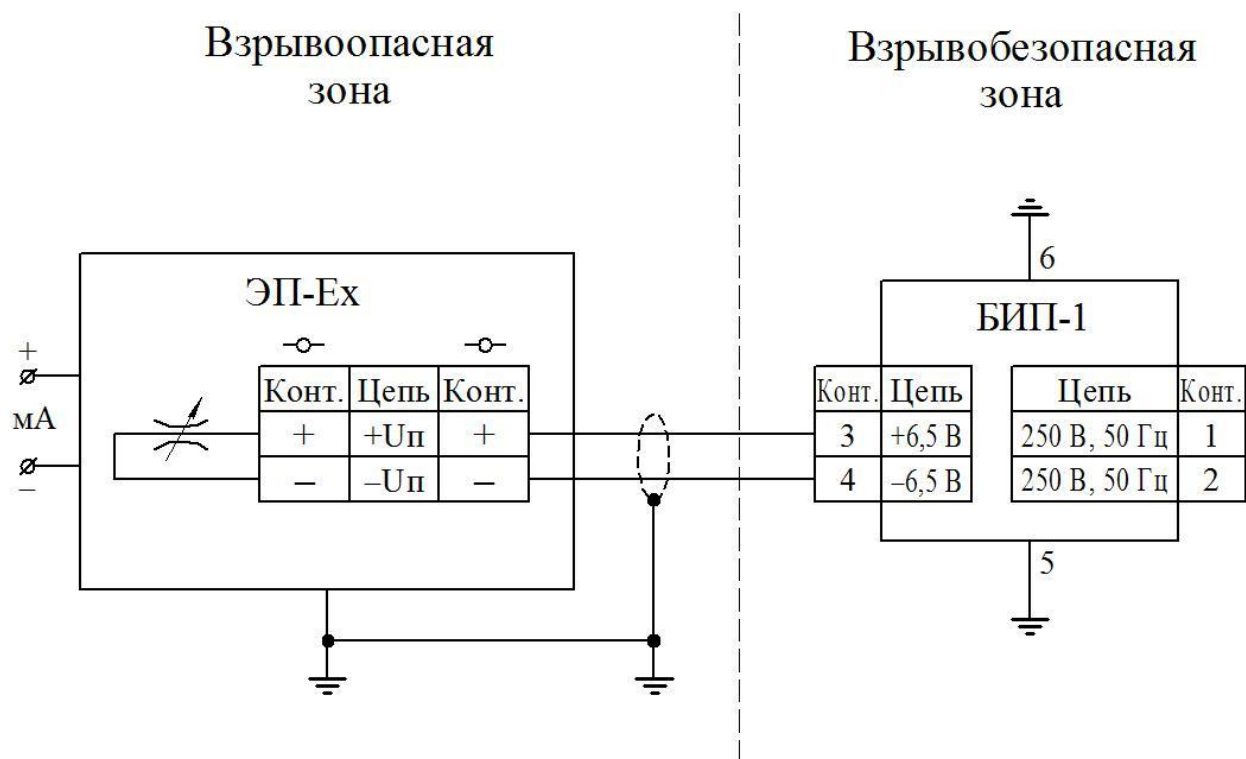 Взрывоопасная
зона
Взрывобезопасная
зона
6
ЭП-Ex
БИП-1
+
мА
–
Конт. Цепь Конт.
+ +Uп +
– –Uп –
Конт. Цепь
3 +6,5 В
4 –6,5 В
Цепь Конт.
250 В, 50 Гц 1
250 В, 50 Гц 2
5